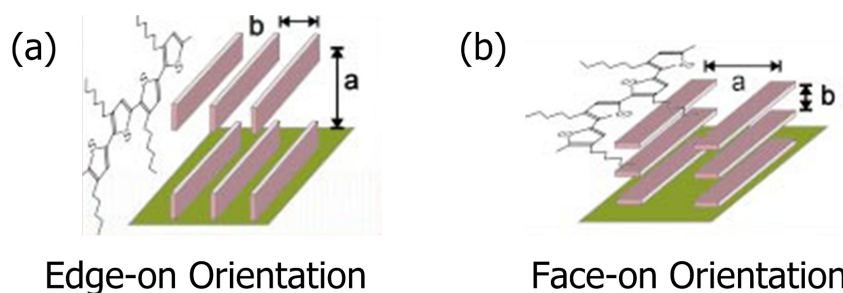 (a)
b
a
S
S
S
S
Edge-on Orientation
(b)
a
b
Face-on Orientation